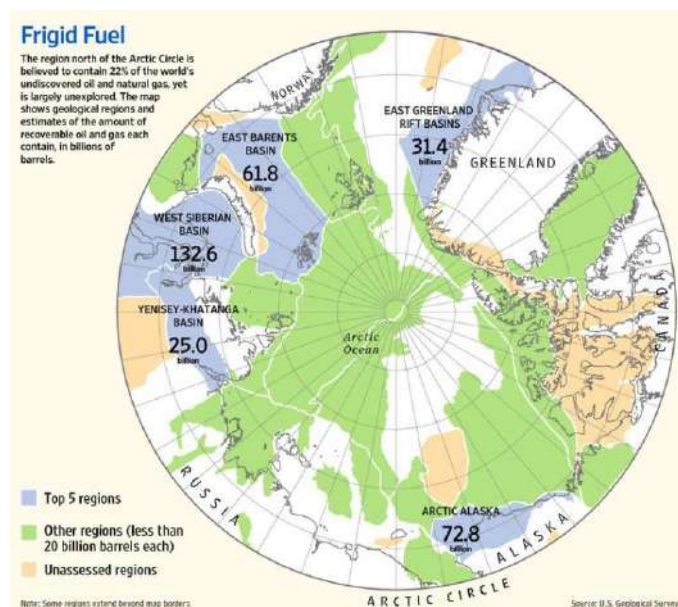 Frigid Fuel
The region north of the Arctic Circle is
believed to contain 22% of the world's
undiscovered oil and natural gas, yet
is largely unexplored. The map
shows geological regions and
estimates of the amount of
recoverable oil and gas each
contain, in billions of
barrels.
NORWAY
EAST GREENLAND
RIFT BASINS
31.4
billion
GREENLAND
EAST BARENTS
BASIN
61.8
billion
WEST SIBERIAN
BASIN
132.6
billion
YENISEY-KHATANGA
BASIN
25.0
billion
Arctic
Ocean
CANADA
RUSSIA
ARCTIC ALASKA
72.8
billion
ALASKA
ARCTIC CIRCLE
Top 5 regions
Other regions (less than
20 billion barrels each)
Unassessed regions
Note: Some regions extend beyond map borders
Source: U.S. Geological Survey